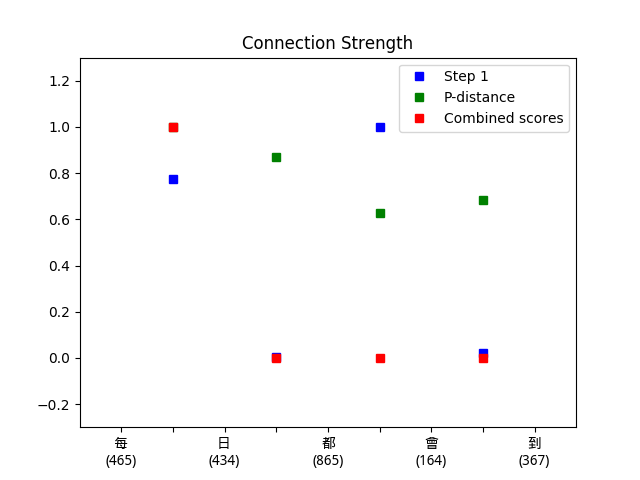 Connection Strength
Step 1
P-distance
Combined scores
1.2
1.0
0.8
0.6
0.4
0.2
0.0
−0.2
每 日 都 會 到
(465) (434) (865) (164) (367)